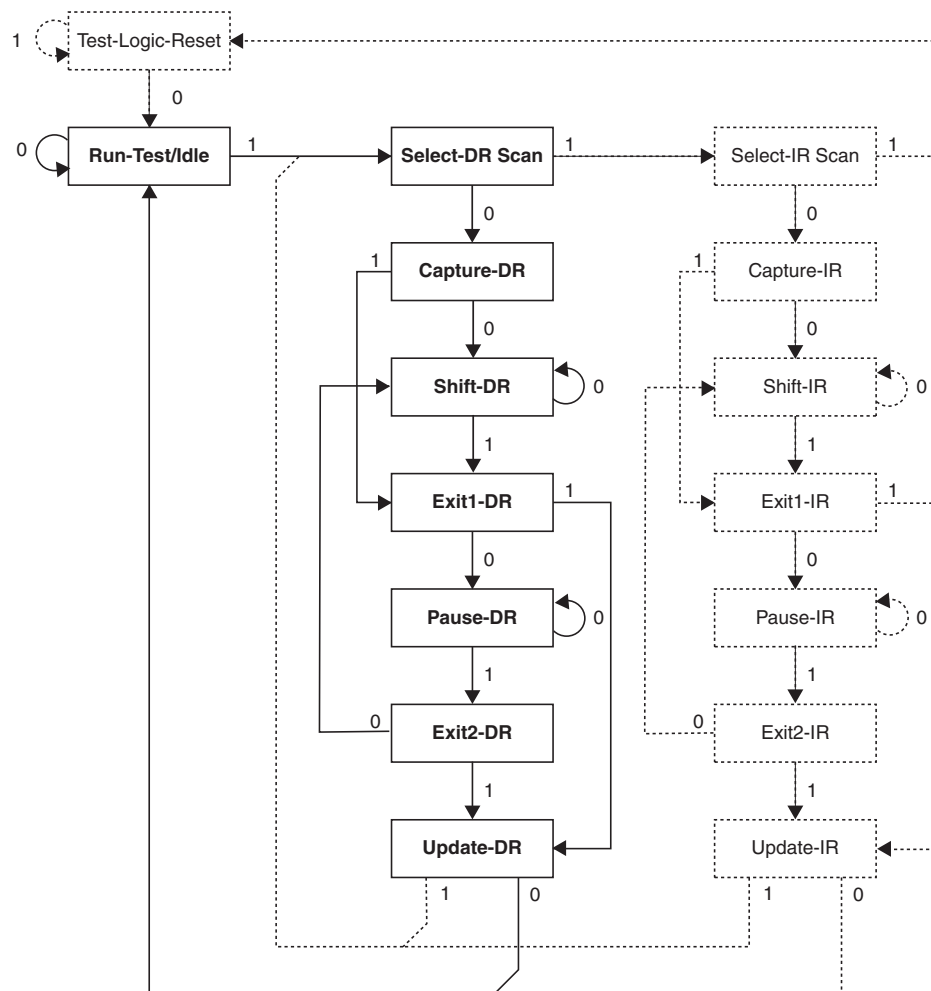 Test-Logic-Reset
1
0
0
Run-Test/Idle
1
Select-DR Scan
1
Select-IR Scan
1
0
0
1
Capture-DR
1
Capture-IR
0
0
Shift-DR
0
Shift-IR
0
1
1
Exit1-DR
1
Exit1-IR
1
0
0
Pause-DR
0
Pause-IR
0
1
1
0
Exit2-DR
0
Exit2-IR
1
1
Update-DR
Update-IR
1
0
1
0